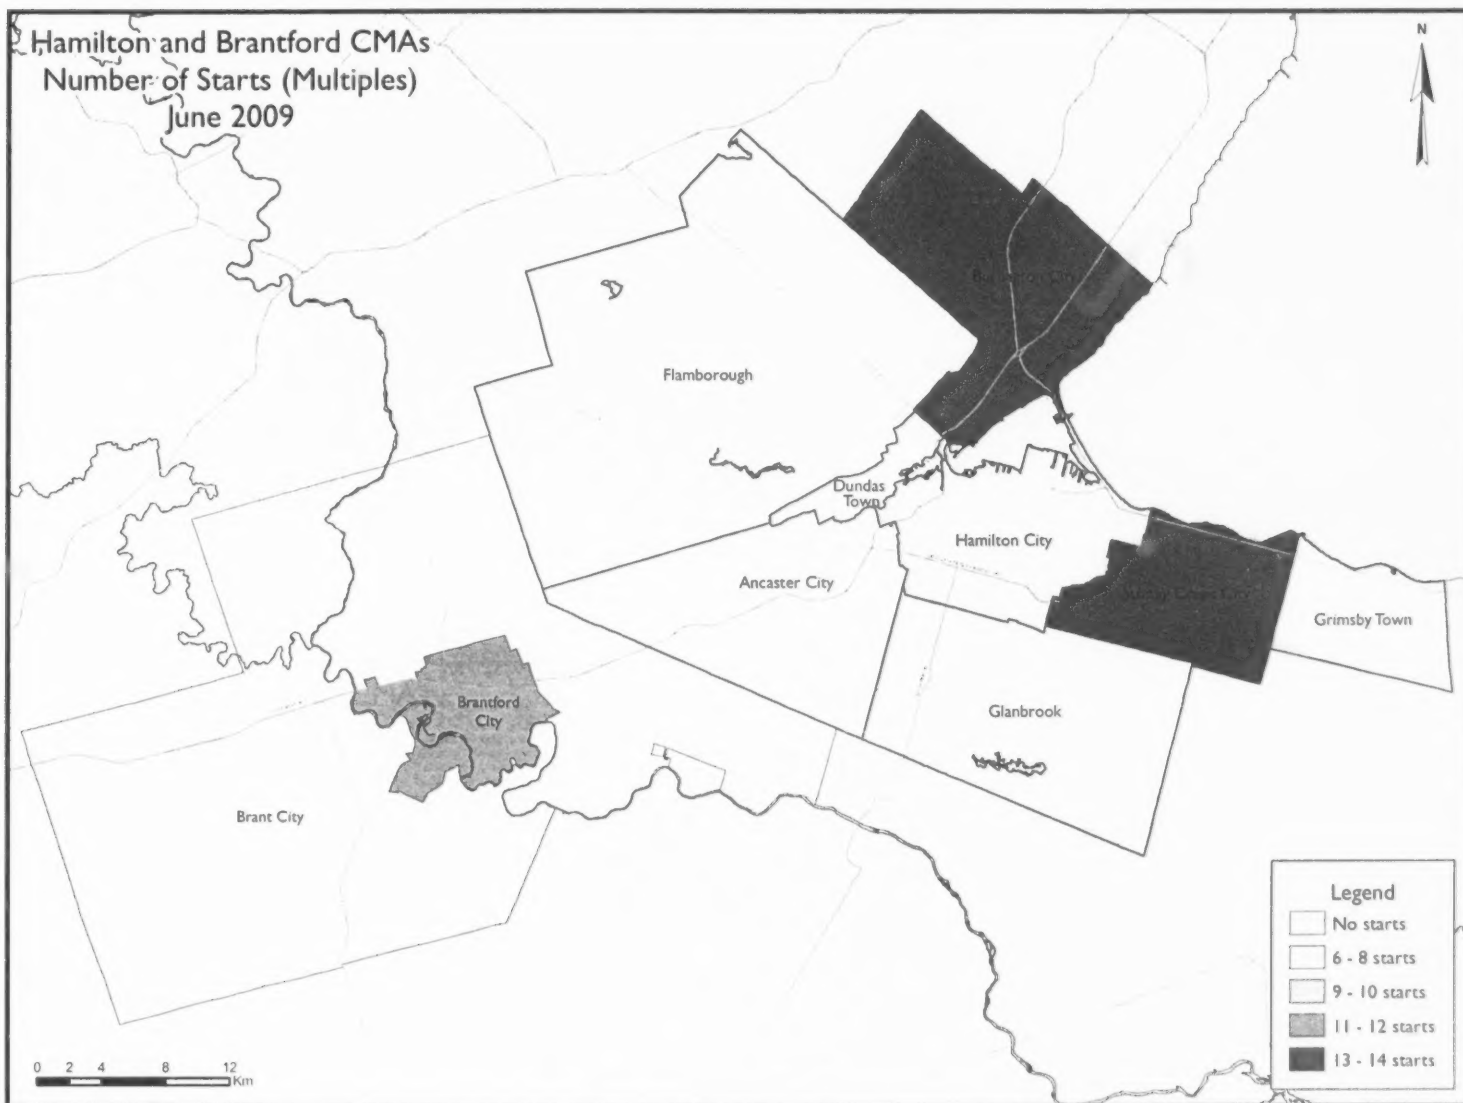 Hamilton and Brantford CMAs
Number of Starts (Multiples)
June 2009
N
Flamborough
Dundas
Town
Hamilton City
Ancaster City
Grimsby Town
Brantford
City
Glanbrook
Brant City
Legend
No starts
6 - 8 starts
9 - 10 starts
11 - 12 starts
13 - 14 starts
0 2 4 8 12
Km